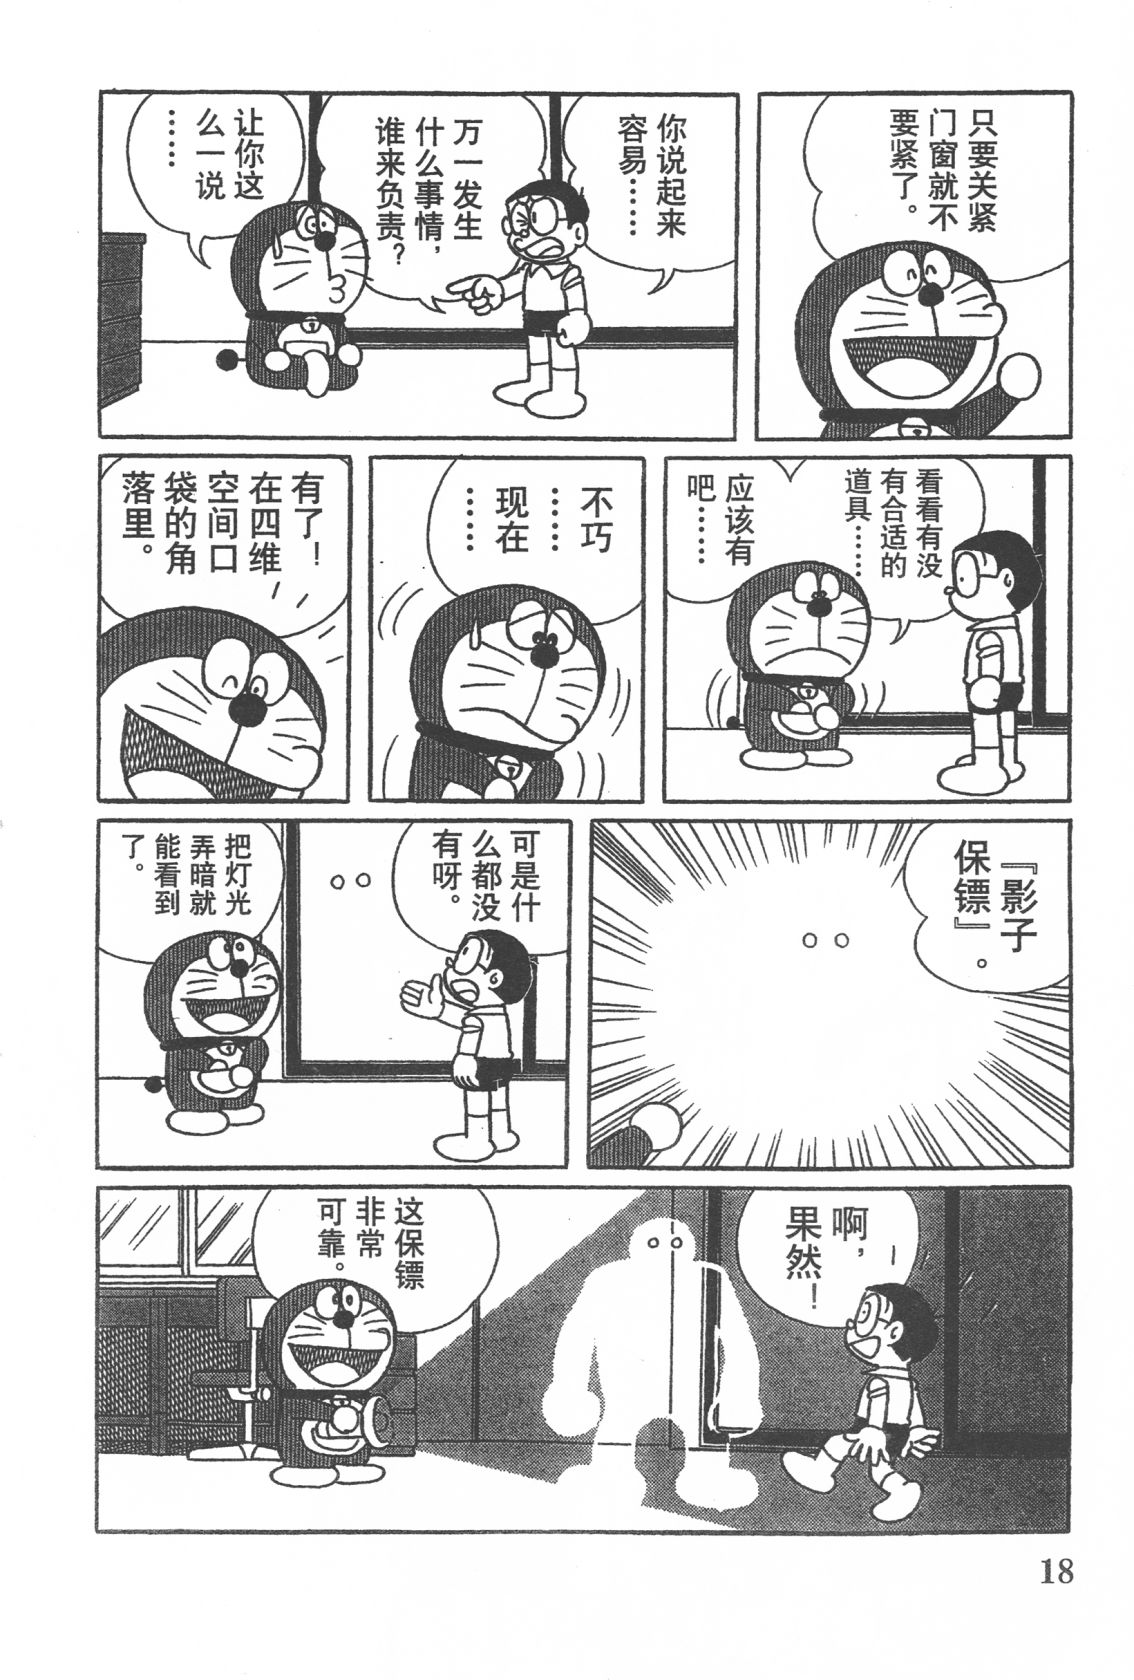 只要关紧
门窗就不
要紧了。
你说起来
容易……
万一发生
什么事情，
谁来负责？
让你这
么一说
……
看看有没
有合适的
道具……
应该有
吧……
不巧
……
现在
……
有了！
在四维
空间口
袋的角
落里。
『影子
保镖』。
可是什
么都没
有呀。
把灯光
弄暗就
能看到
了。
啊，
果然！
这保镖
非常
可靠。
18